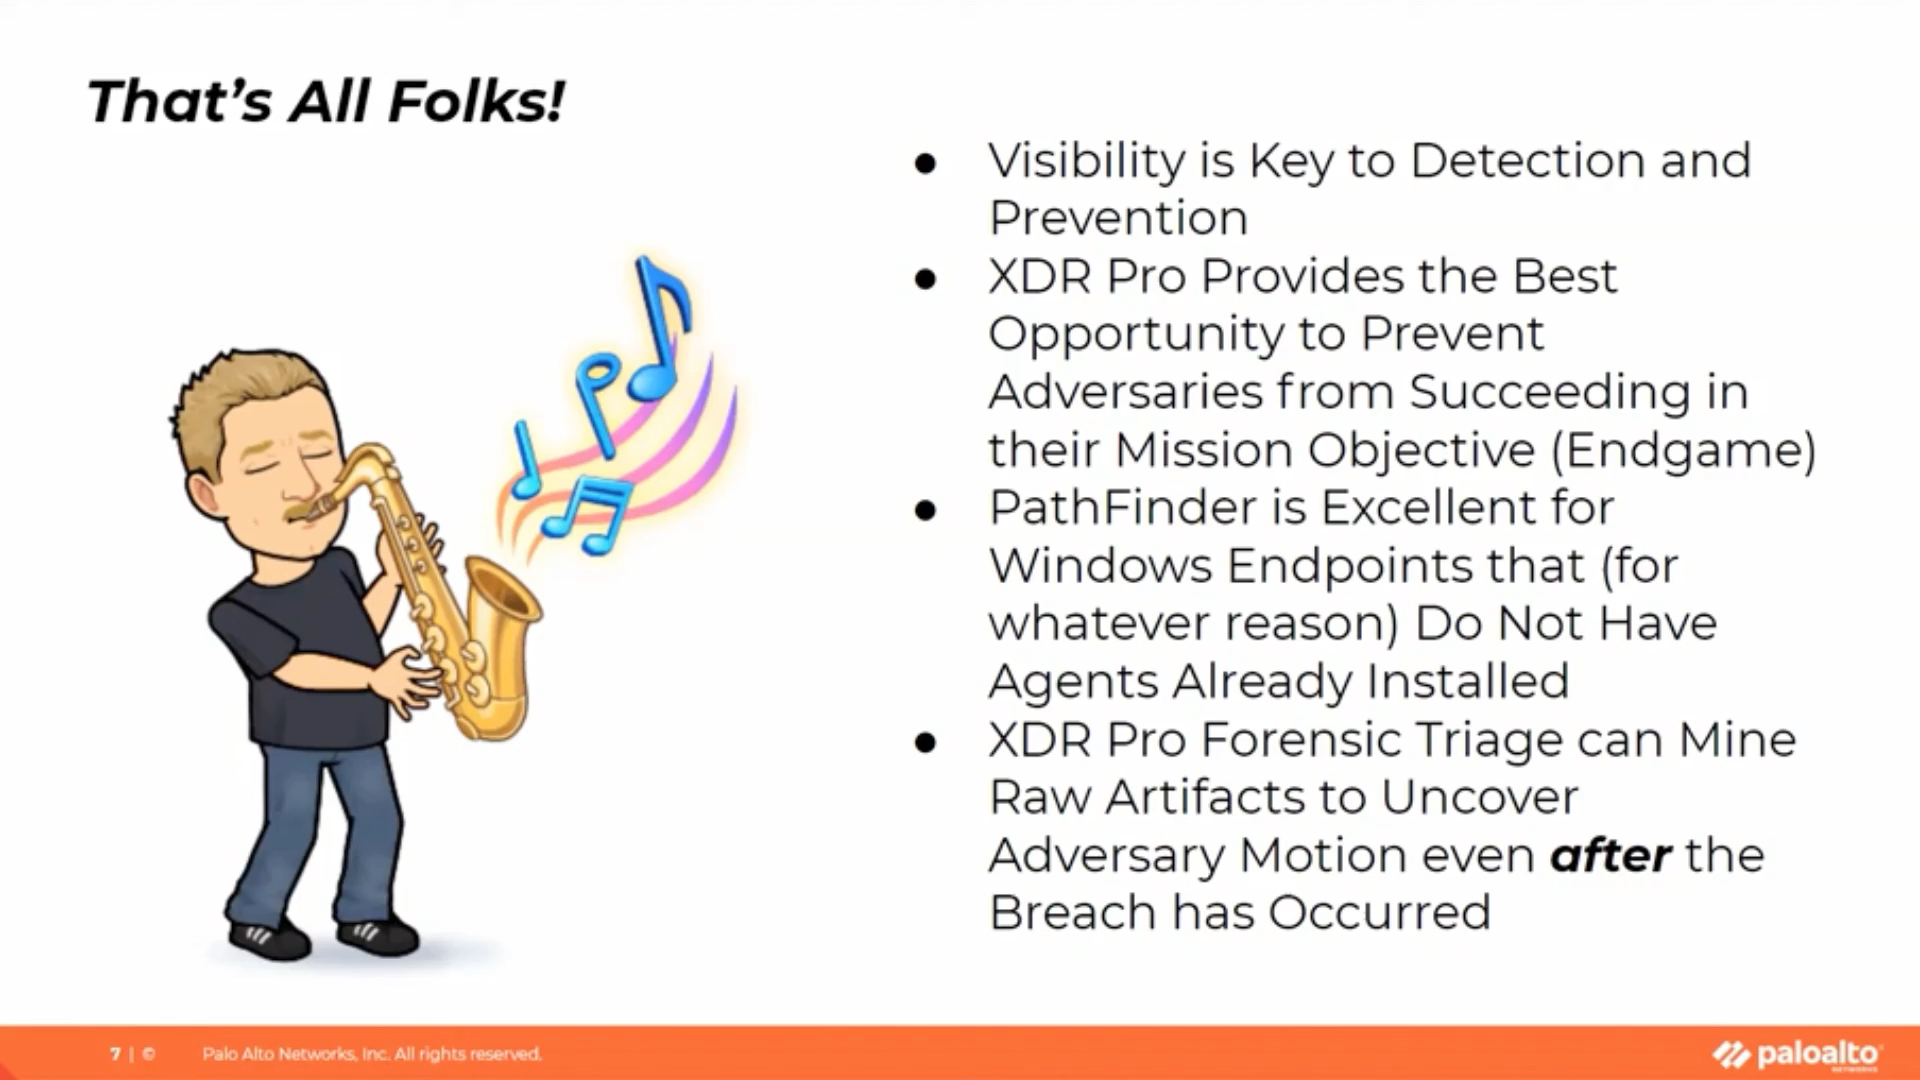 That's All Folks!
● Visibility is Key to Detection and
Prevention
● XDR Pro Provides the Best
Opportunity to Prevent
Adversaries from Succeeding in
their Mission Objective (Endgame)
● PathFinder is Excellent for
Windows Endpoints that (for
whatever reason) Do Not Have
Agents Already Installed
● XDR Pro Forensic Triage can Mine
Raw Artifacts to Uncover
Adversary Motion even after the
Breach has Occurred
7 | © Palo Alto Networks, Inc. All rights reserved.
paloalto
NETWORKS